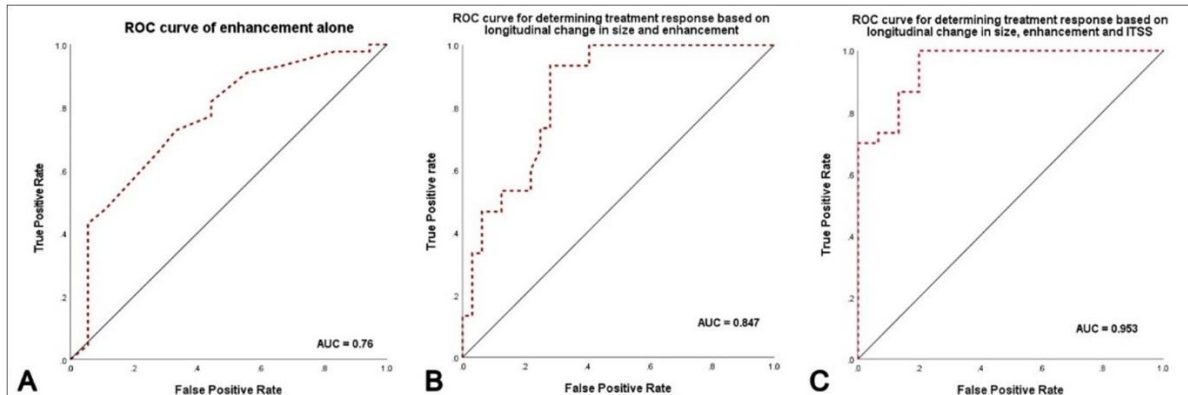 ROC curve of enhancement alone
1.0
.8
.6
.4
.2
.0
0
.2
.4
.6
.8
1.0
True Positive Rate
False Positive Rate
AUC = 0.76
A
ROC curve for determining treatment response based on
longitudinal change in size and enhancement
1.0
.8
.6
.4
.2
.0
0.0
.2
.4
.6
.8
1.0
True Positive rate
False Positive Rate
AUC = 0.847
B
ROC curve for determining treatment response based on
longitudinal change in size, enhancement and ITSS
1.0
.8
.6
.4
.2
.0
.0
.2
.4
.6
.8
1.0
True Positive Rate
False Positive Rate
AUC = 0.953
C